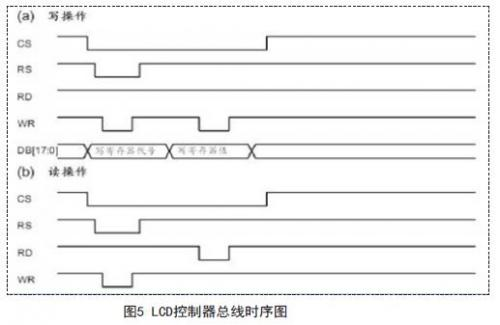 (a) 写操作
CS
RS
RD
WR
DB[17:0] 写寄存器代号 写寄存器值
(b) 读操作
CS
RS
RD
WR
图5 LCD控制器总线时序图